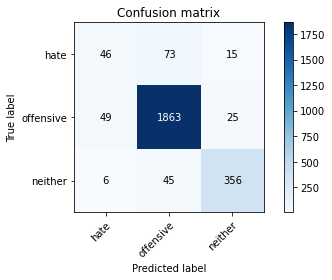 Confusion matrix
hate 46 73 15
offensive 49 1863 25
neither 6 45 356
hate offensive neither
True label
Predicted label
1750
1500
1250
1000
750
500
250